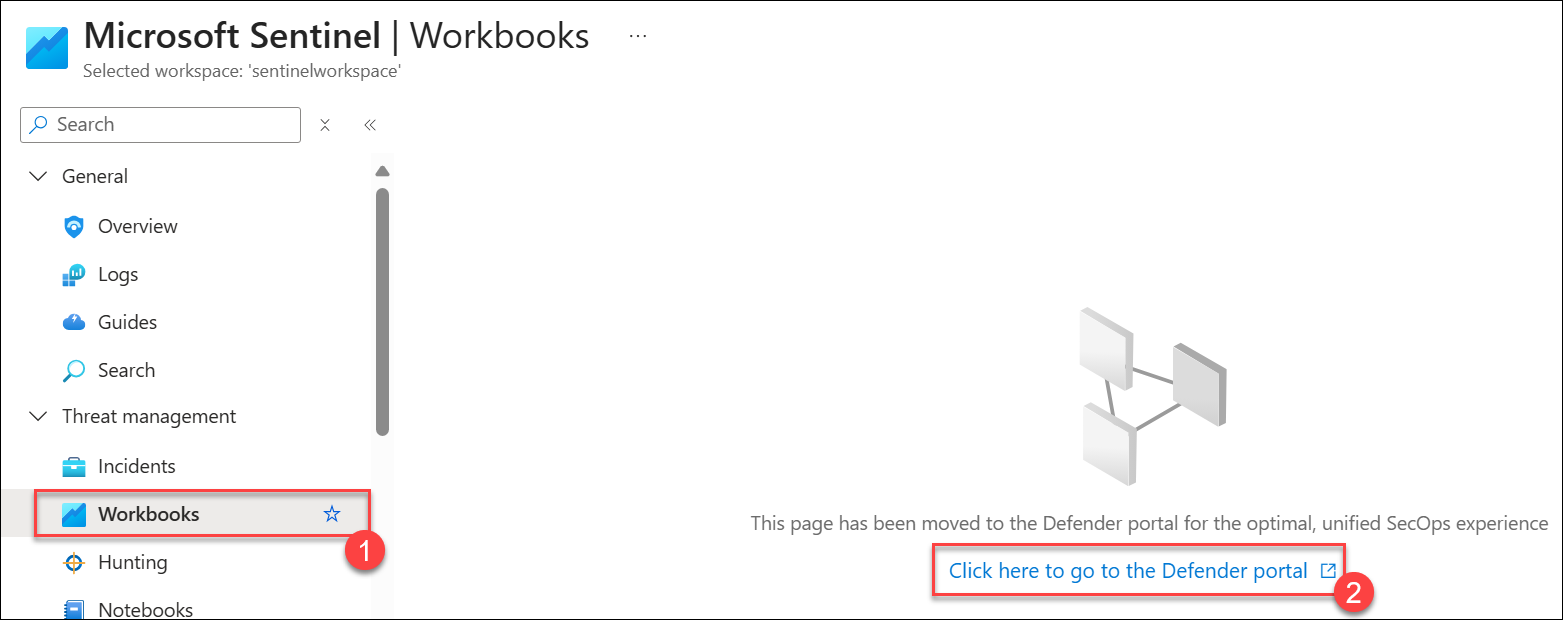 Microsoft Sentinel | Workbooks ...
Selected workspace: 'sentinelworkspace'
Search
General
Overview
Logs
Guides
Search
Threat management
Incidents
Workbooks
1
Hunting
Notebooks
This page has been moved to the Defender portal for the optimal, unified SecOps experience
Click here to go to the Defender portal
2